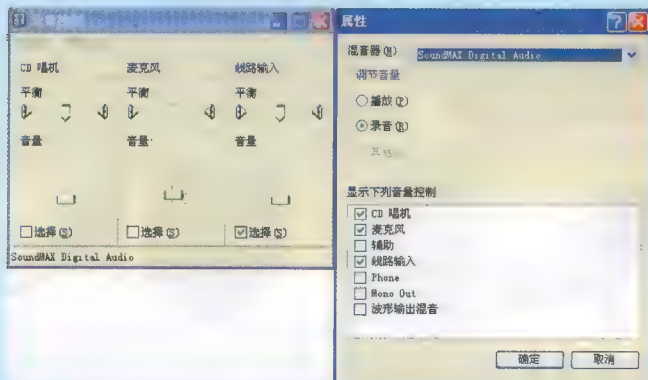 CD 唱机 麦克风 线路输入
平衡 平衡 平衡
音量 音量 音量
选择(S) 选择(S) 选择(S)
SoundMAX Digital Audio
属性
混音器(M) SoundMAX Digital Audio
调节音量
播放(P)
录音(R)
其他
显示下列音量控制
CD 唱机
麦克风
辅助
线路输入
Phone
Mono Out
波形输出混音
确定 取消